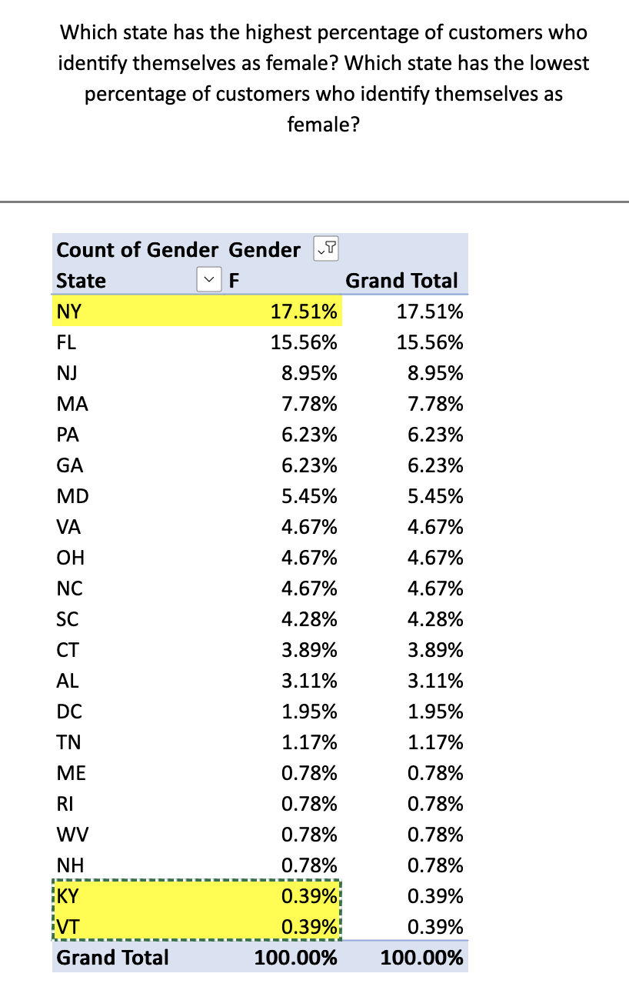 Which state has the highest percentage of customers who
identify themselves as female? Which state has the lowest
percentage of customers who identify themselves as
female?
Count of Gender Gender
State F Grand Total
NY 17.51% 17.51%
FL 15.56% 15.56%
NJ 8.95% 8.95%
MA 7.78% 7.78%
PA 6.23% 6.23%
GA 6.23% 6.23%
MD 5.45% 5.45%
VA 4.67% 4.67%
OH 4.67% 4.67%
NC 4.67% 4.67%
SC 4.28% 4.28%
CT 3.89% 3.89%
AL 3.11% 3.11%
DC 1.95% 1.95%
TN 1.17% 1.17%
ME 0.78% 0.78%
RI 0.78% 0.78%
WV 0.78% 0.78%
NH 0.78% 0.78%
KY 0.39% 0.39%
VT 0.39% 0.39%
Grand Total 100.00% 100.00%